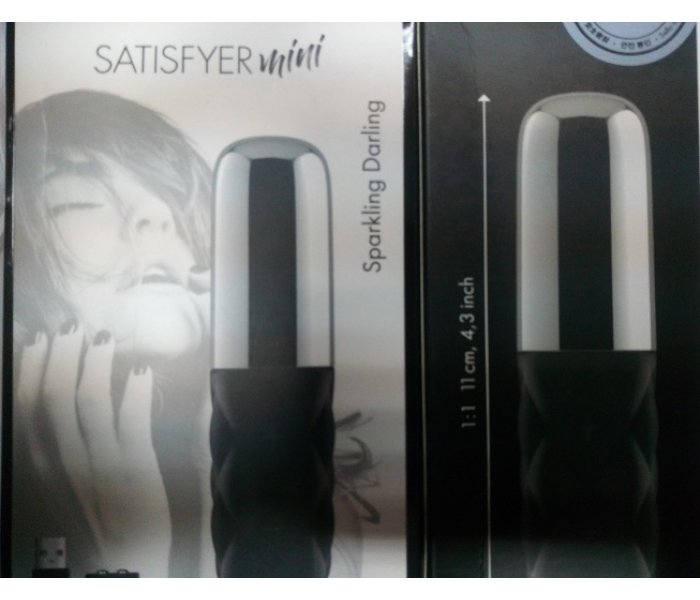 SATISFYER mini
Sparkling Darling
1:1 11 cm, 4,3 inch